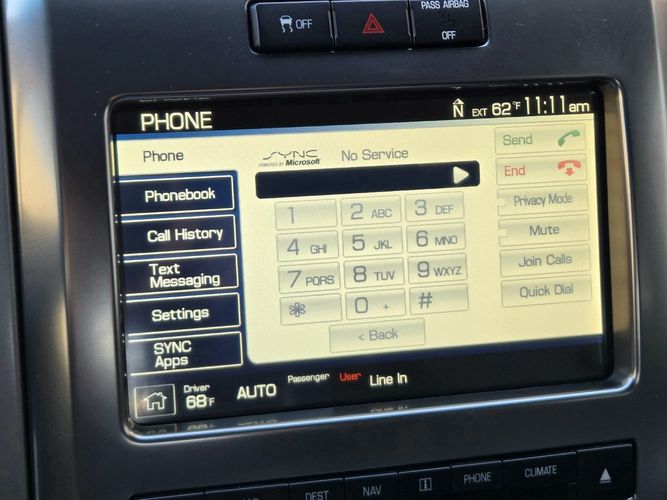 OFF
PASS AIRBAG
OFF
PHONE
N EXT 62°F 11:11am
Phone
Phonebook
Call History
Text
Messaging
Settings
SYNC
Apps
SYNC
POWERED BY Microsoft
No Service
1
2 ABC
3 DEF
4 GHI
5 JKL
6 MNO
7 PQRS
8 TUV
9 WXYZ
*
0 +
#
< Back
Send
End
Privacy Mode
Mute
Join Calls
Quick Dial
Driver
68°F
AUTO
Passenger
User
Line In
DEST
NAV
i
PHONE
CLIMATE